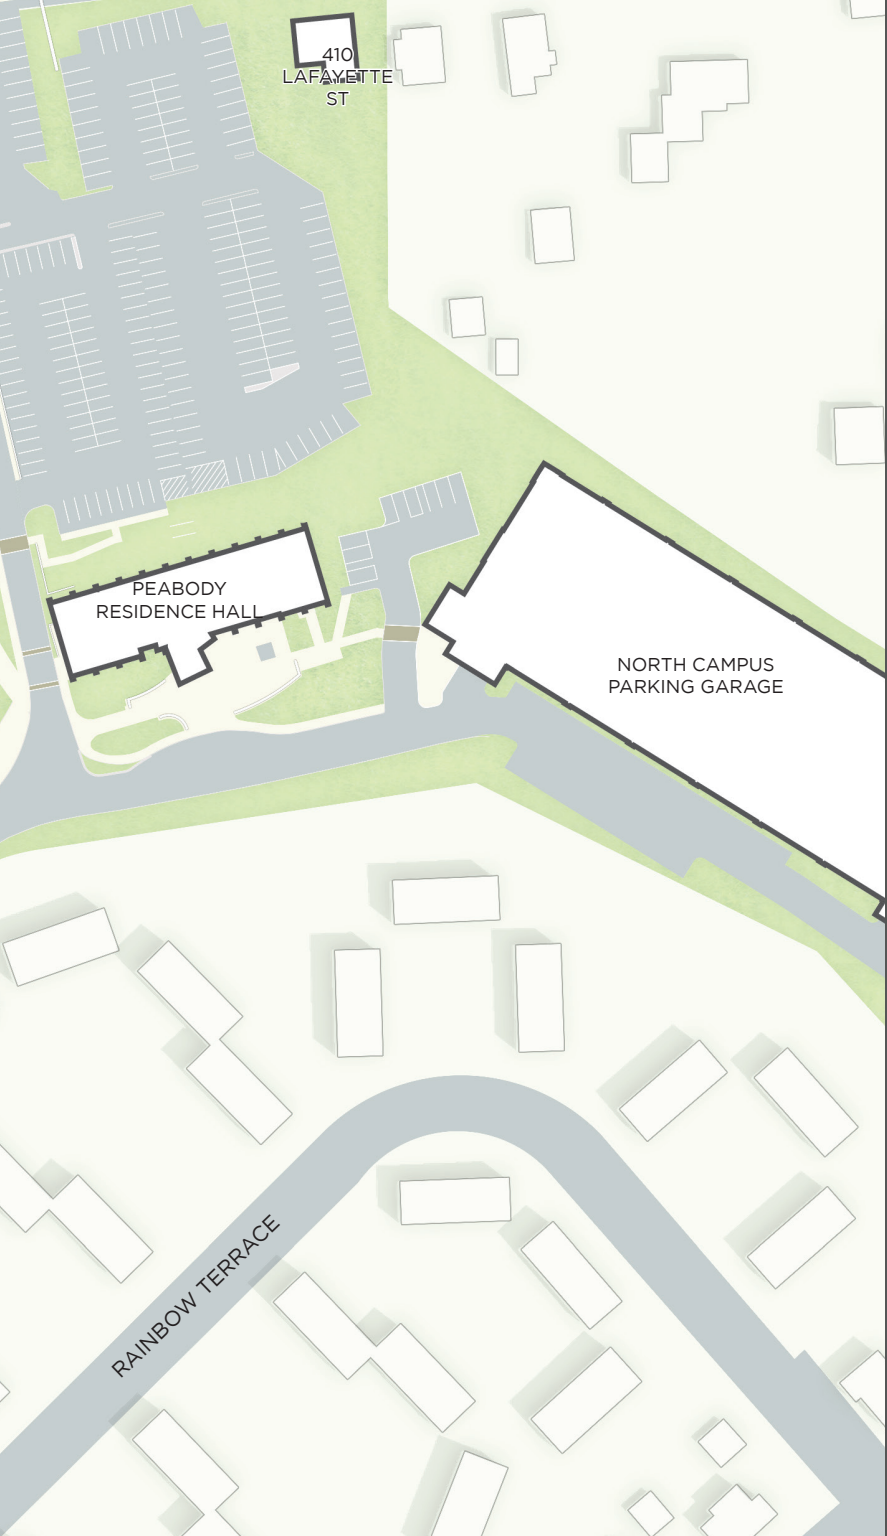 410
LAFAYETTE
ST
PEABODY
RESIDENCE HALL
NORTH CAMPUS
PARKING GARAGE
RAINBOW TERRACE